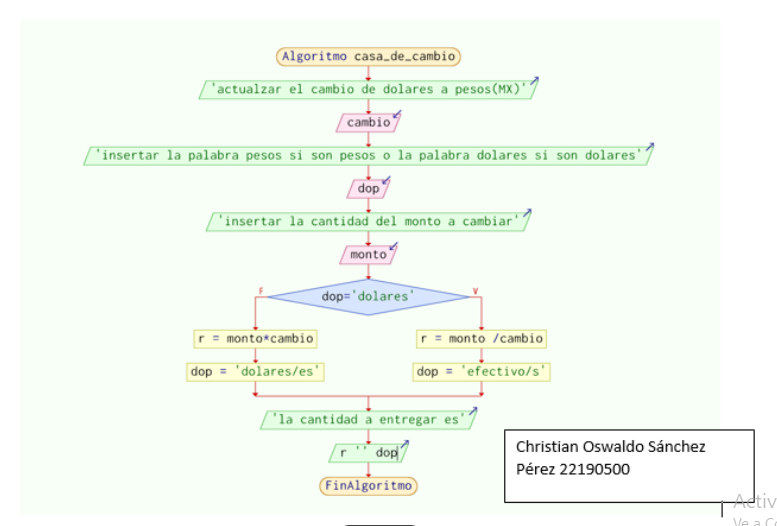 Algoritmo casa_de_cambio
'actualzar el cambio de dolares a pesos(MX)'
cambio
'insertar la palabra pesos si son pesos o la palabra dolares si son dolares'
dop
'insertar la cantidad del monto a cambiar'
monto
F
dop='dolares'
V
r = monto*cambio
r = monto /cambio
dop = 'dolares/es'
dop = 'efectivo/s'
'la cantidad a entregar es'
r '' dop
FinAlgoritmo
Christian Oswaldo Sánchez
Pérez 22190500
Activ
Ve a Co